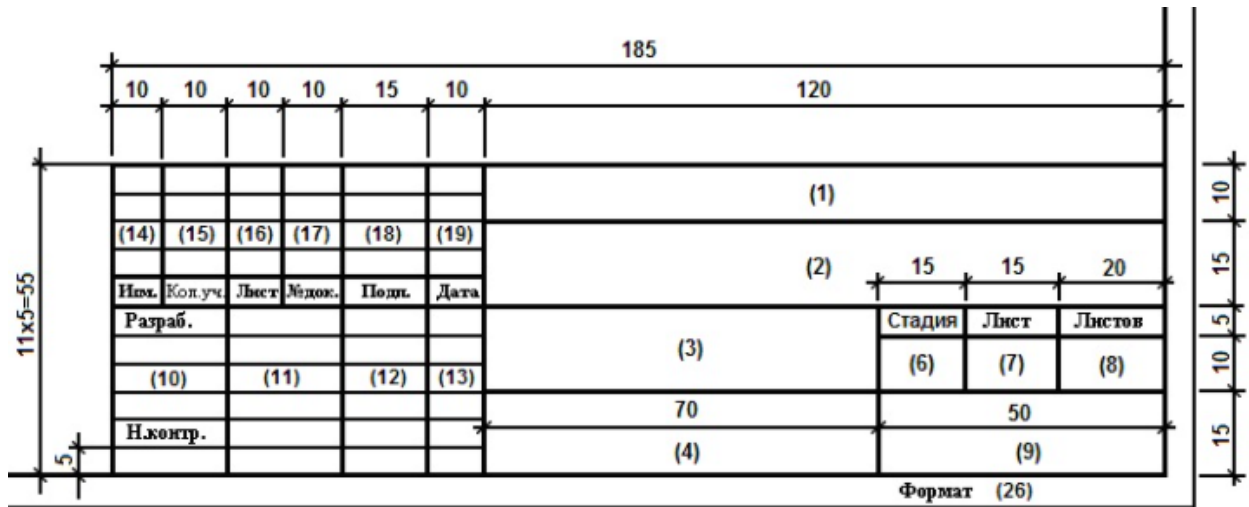 185
10 10 10 10 15 10 120
(1) 10
(14) (15) (16) (17) (18) (19)
(2) 15 15 20 15
Изм. Кол.уч. Лист №док. Подп. Дата
11x5=55
Разраб. Стадия Лист Листов 5
(3) (6) (7) (8) 10
(10) (11) (12) (13)
70 50
Н.контр. 15
5 (4) (9)
Формат (26)